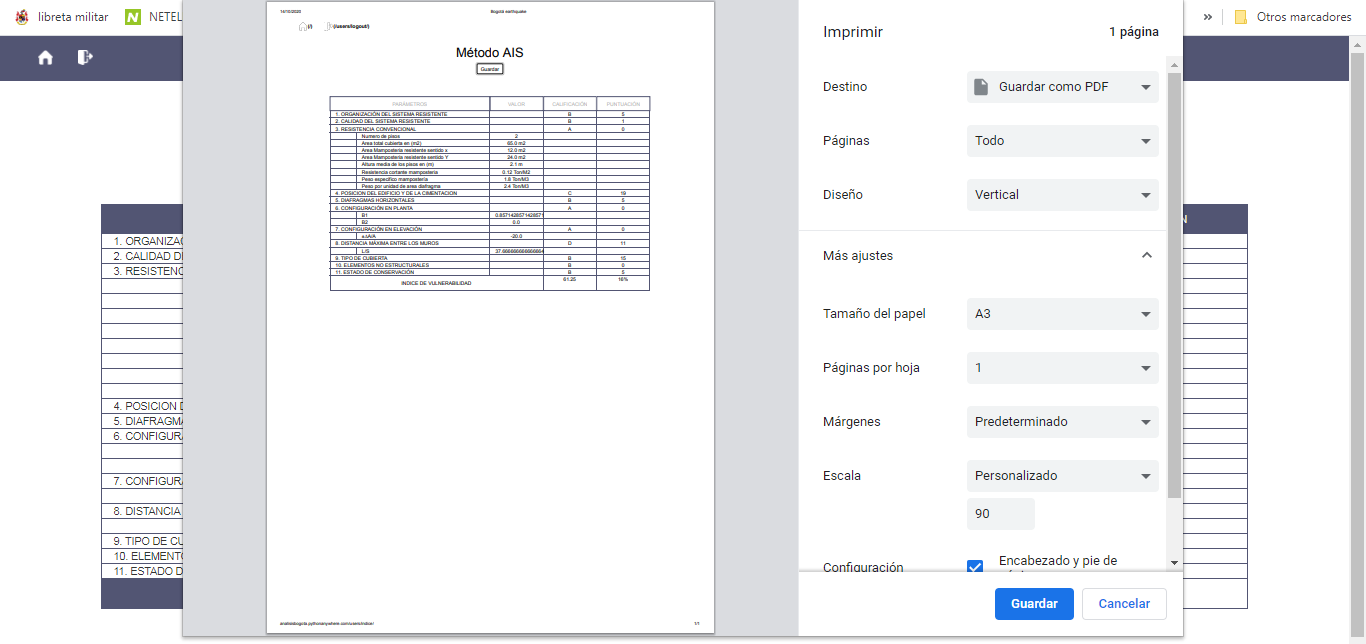 libreta militar NETEL » Otros marcadores
14/10/2020 Bogotá earthquake
(/) (/users/logout/)
Método AIS
Guardar
PARAMETROS VALOR CALIFICACIÓN PUNTUACIÓN
1. ORGANIZACIÓN DEL SISTEMA RESISTENTE B 5
2. CALIDAD DEL SISTEMA RESISTENTE B 1
3. RESISTENCIA CONVENCIONAL A 0
Numero de pisos 2
Area total cubierta en (m2) 65.0 m2
Area Mamposteria resistente sentido x 12.0 m2
Area Mamposteria resistente sentido Y 24.0 m2
Altura media de los pisos en (m) 2.1 m
Resistencia cortante mamposteria 0.12 Ton/M2
Peso especifico mamposteria 1.8 Ton/M3
Peso por unidad de area diafragma 2.4 Ton/M3
4. POSICION DEL EDIFICIO Y DE LA CIMENTACION C 19
5. DIAFRAGMAS HORIZONTALES B 5
6. CONFIGURACIÓN EN PLANTA A 0
B1 0.8571428571428571
B2 0.0
7. CONFIGURACIÓN EN ELEVACIÓN A 0
±ΔA/A -20.0
8. DISTANCIA MÁXIMA ENTRE LOS MUROS D 11
L/S
9. TIPO DE CUBIERTA B 15
10. ELEMENTOS NO ESTRUCTURALES B 0
11. ESTADO DE CONSERVACIÓN B 5
INDICE DE VULNERABILIDAD 61.25 16%
analisisbogota.pythonanywhere.com/users/indice/ 1/1
1. ORGANIZAC
2. CALIDAD DE
3. RESISTENC
4. POSICION D
5. DIAFRAGMA
6. CONFIGURA
7. CONFIGURA
8. DISTANCIA
9. TIPO DE CU
10. ELEMENTO
11. ESTADO D
Imprimir 1 página
Destino Guardar como PDF
Páginas Todo
Diseño Vertical
Más ajustes
Tamaño del papel A3
Páginas por hoja 1
Márgenes Predeterminado
Escala Personalizado
90
Configuración Encabezado y pie de
Guardar Cancelar
N